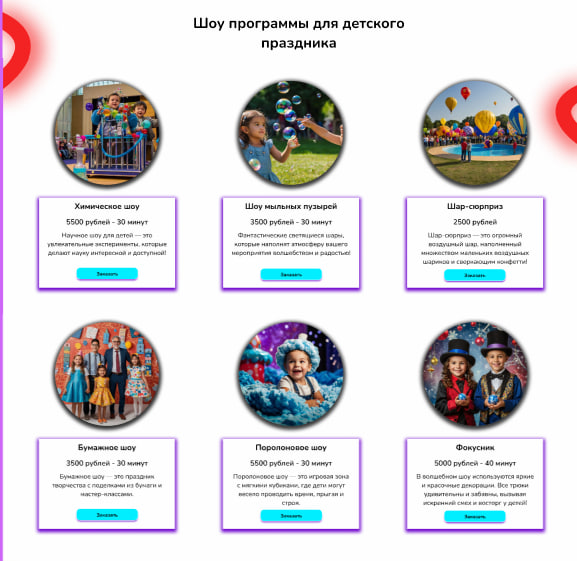 Шоу программы для детского
праздника
Химическое шоу
5500 рублей - 30 минут
Научное шоу для детей — это
увлекательные эксперименты, которые
делают науку интересной и доступной!
Заказать
Шоу мыльных пузырей
3500 рублей - 30 минут
Фантастические светящиеся шары,
которые наполнят атмосферу вашего
мероприятия волшебством и радостью!
Заказать
Шар-сюрприз
2500 рублей
Шар-сюрприз — это огромный
воздушный шар, наполненный
множеством маленьких воздушных
шариков и сверкающим конфетти!
Заказать
Бумажное шоу
3500 рублей - 30 минут
Бумажное шоу — это праздник
творчества с поделками из бумаги и
мастер-классами.
Заказать
Поролоновое шоу
5500 рублей - 30 минут
Поролоновое шоу — это игровая зона
с мягкими кубиками, где дети могут
весело проводить время, прыгая и
строя.
Заказать
Фокусник
5000 рублей - 40 минут
В волшебном шоу используются яркие
и красочные декорации. Все трюки
удивительны и забавны, вызывая
искренний смех и восторг у детей!
Заказать